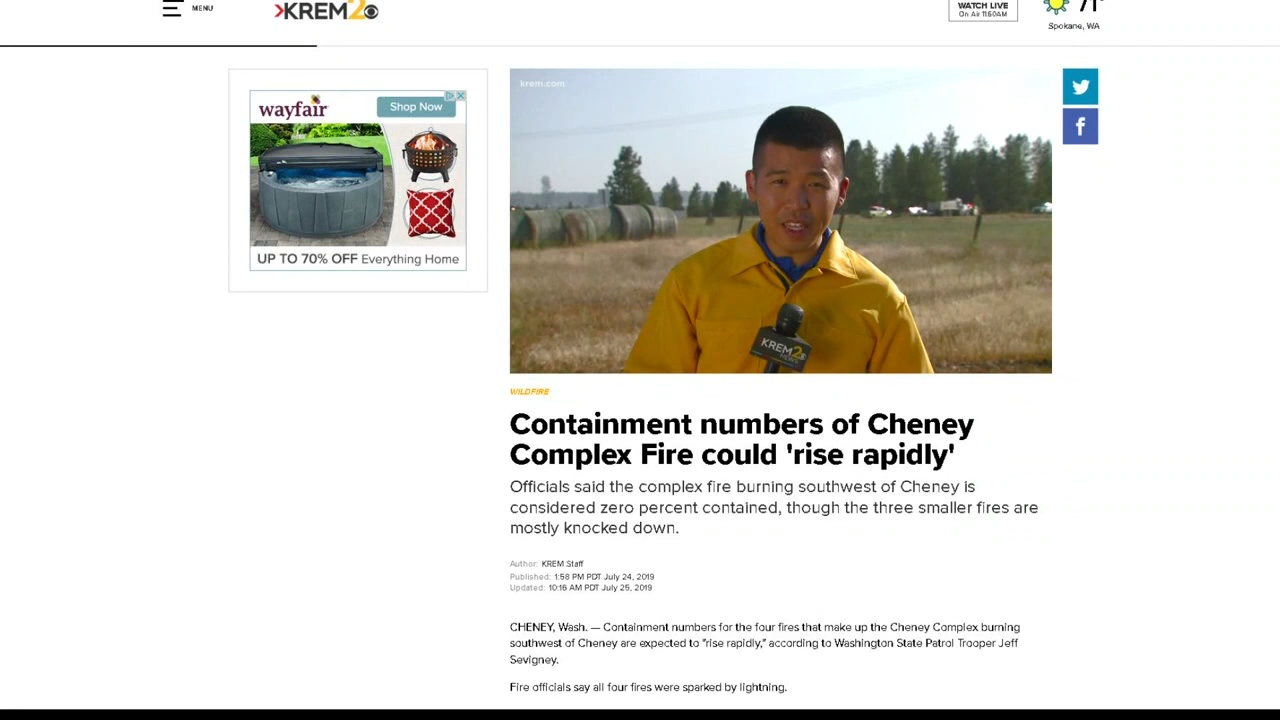 MENU
KREM2
WATCH LIVE
On Air 11:60AM
71°
Spokane, WA
wayfair
Shop Now
UP TO 70% OFF Everything Home
krem.com
KREM2
NEWS
WILDFIRE
Containment numbers of Cheney
Complex Fire could 'rise rapidly'
Officials said the complex fire burning southwest of Cheney is
considered zero percent contained, though the three smaller fires are
mostly knocked down.
Author: KREM Staff
Published: 1:58 PM PDT July 24, 2019
Updated: 10:16 AM PDT July 25, 2019
CHENEY, Wash. — Containment numbers for the four fires that make up the Cheney Complex burning
southwest of Cheney are expected to "rise rapidly," according to Washington State Patrol Trooper Jeff
Sevigney.
Fire officials say all four fires were sparked by lightning.